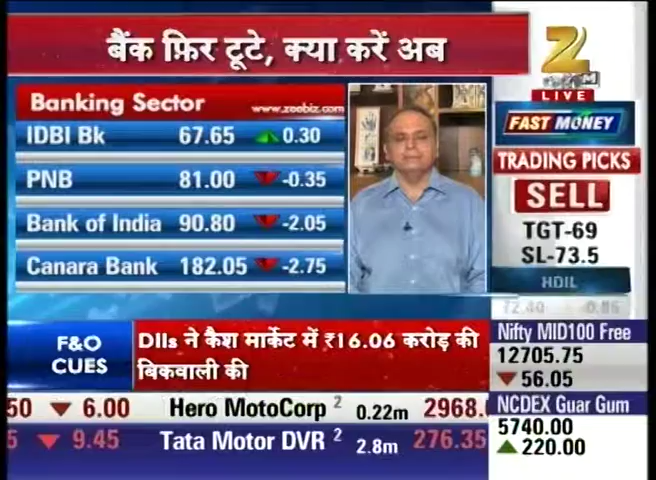 बैंक फ़िर टूटे, क्या करें अब
Z
LIVE
Banking Sector www.zeebiz.com
IDBI Bk 67.65 0.30
PNB 81.00 -0.35
Bank of India 90.80 -2.05
Canara Bank 182.05 -2.75
FAST MONEY
TRADING PICKS
SELL
TGT-69
SL-73.5
HDIL
72.40 -0.85
F&O
CUES
DIIs ने कैश मार्केट में ₹16.06 करोड़ की
बिकवाली की
Nifty MID100 Free
12705.75
56.05
NCDEX Guar Gum
5740.00
220.00
50 6.00 Hero MotoCorp 2 0.22m 2968.
5 9.45 Tata Motor DVR 2 2.8m 276.35